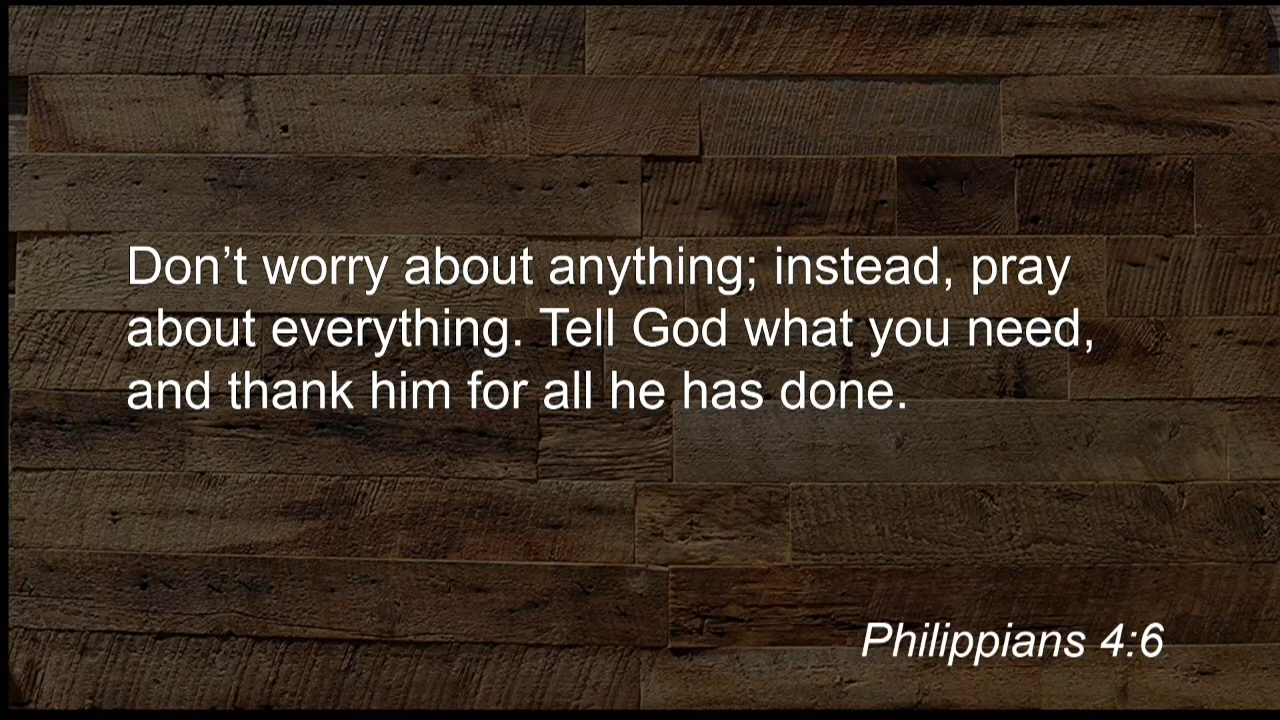 Don’t worry about anything; instead, pray
about everything. Tell God what you need,
and thank him for all he has done.
Philippians 4:6